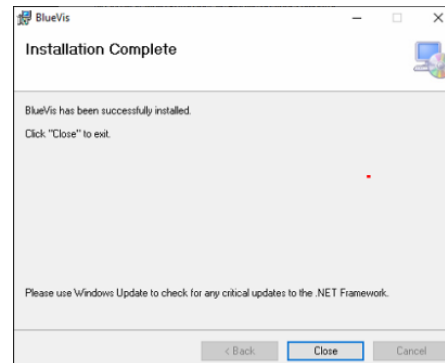 BlueVis
Installation Complete
BlueVis has been successfully installed.
Click "Close" to exit.
Please use Windows Update to check for any critical updates to the .NET Framework.
< Back
Close
Cancel